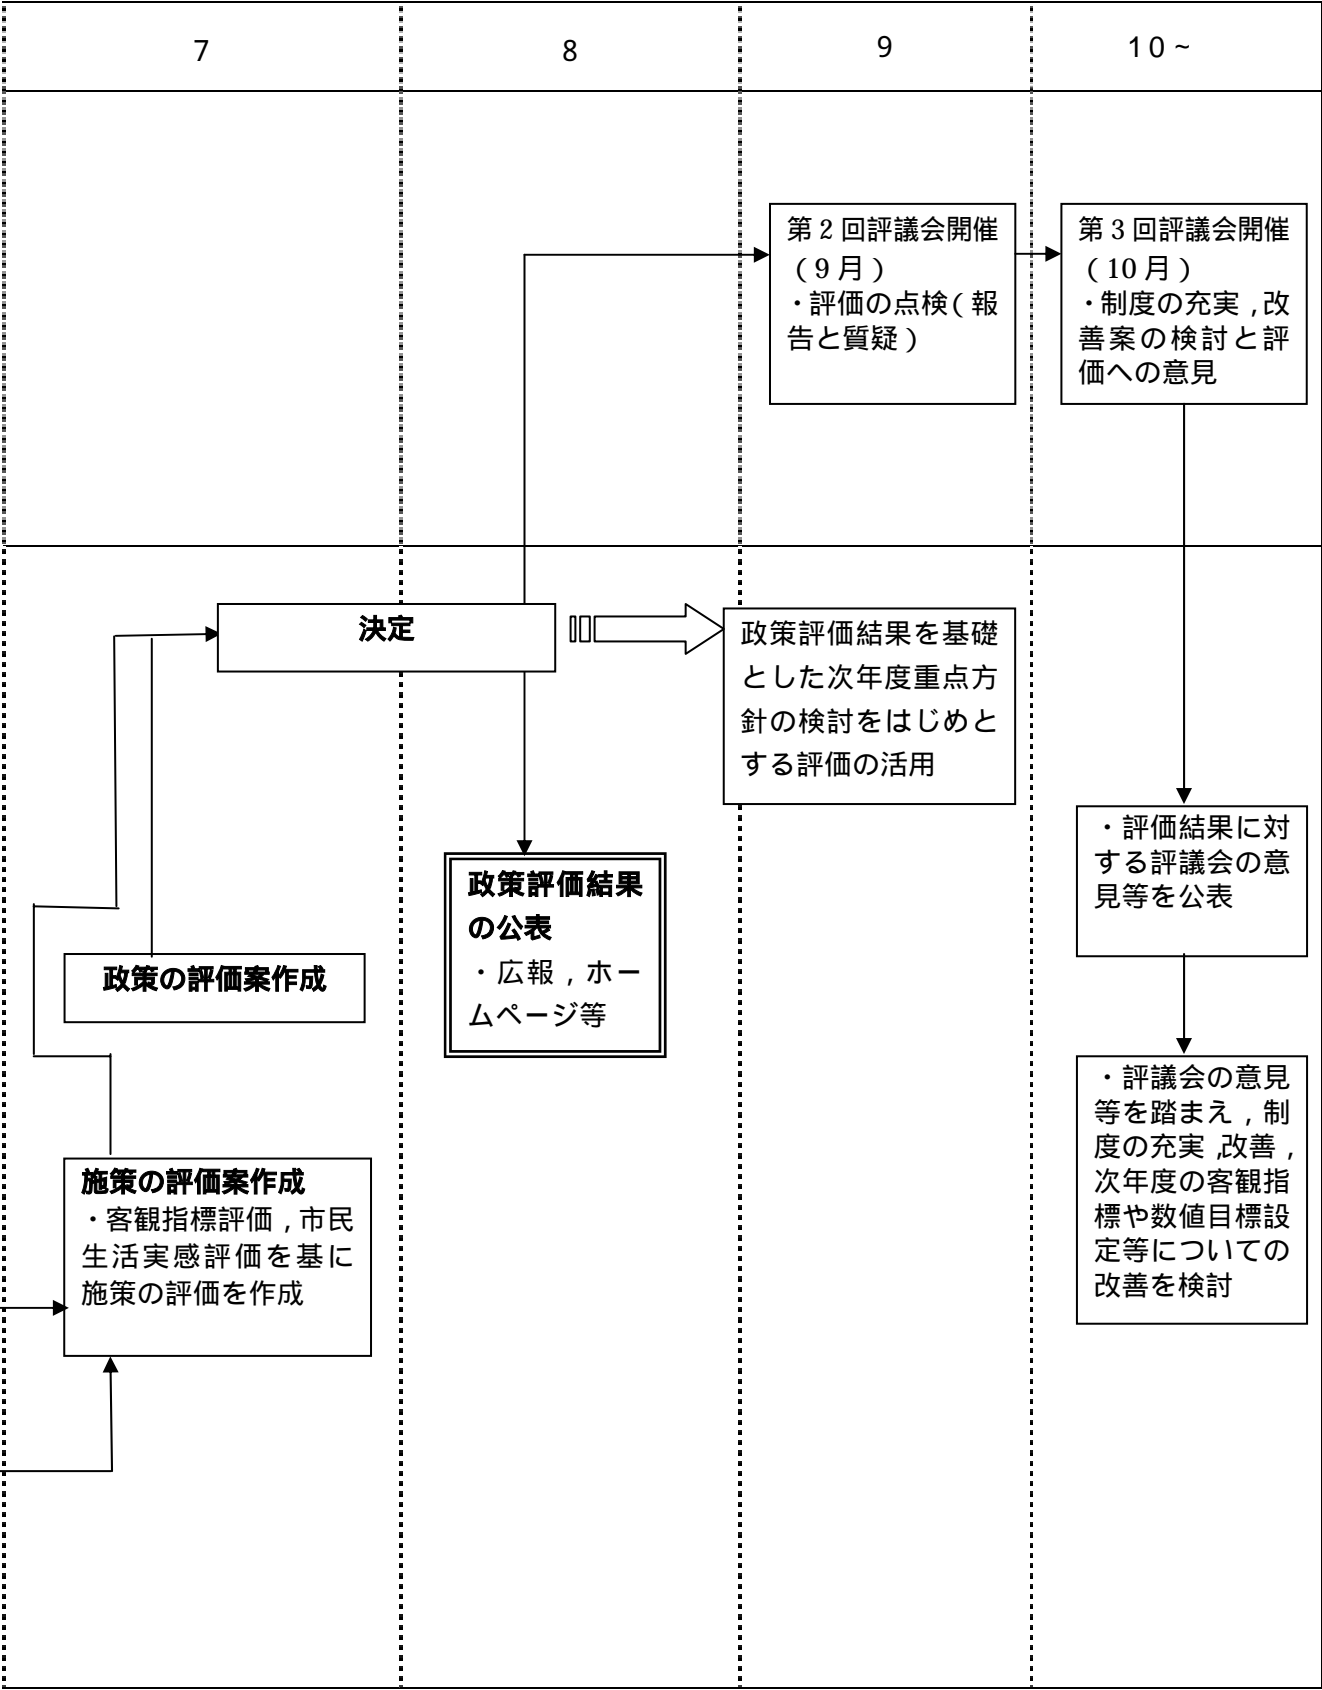 7
8
9
10~
第2回評議会開催
(9月)
・評価の点検(報
告と質疑)
第3回評議会開催
(10月)
・制度の充実,改
善案の検討と評
価への意見
決定
政策評価結果を基礎
とした次年度重点方
針の検討をはじめと
する評価の活用
・評価結果に対
する評議会の意
見等を公表
政策評価結果
の公表
・広報,ホー
ムページ等
政策の評価案作成
・評議会の意見
等を踏まえ,制
度の充実,改善,
次年度の客観指
標や数値目標設
定等についての
改善を検討
施策の評価案作成
・客観指標評価,市民
生活実感評価を基に
施策の評価を作成